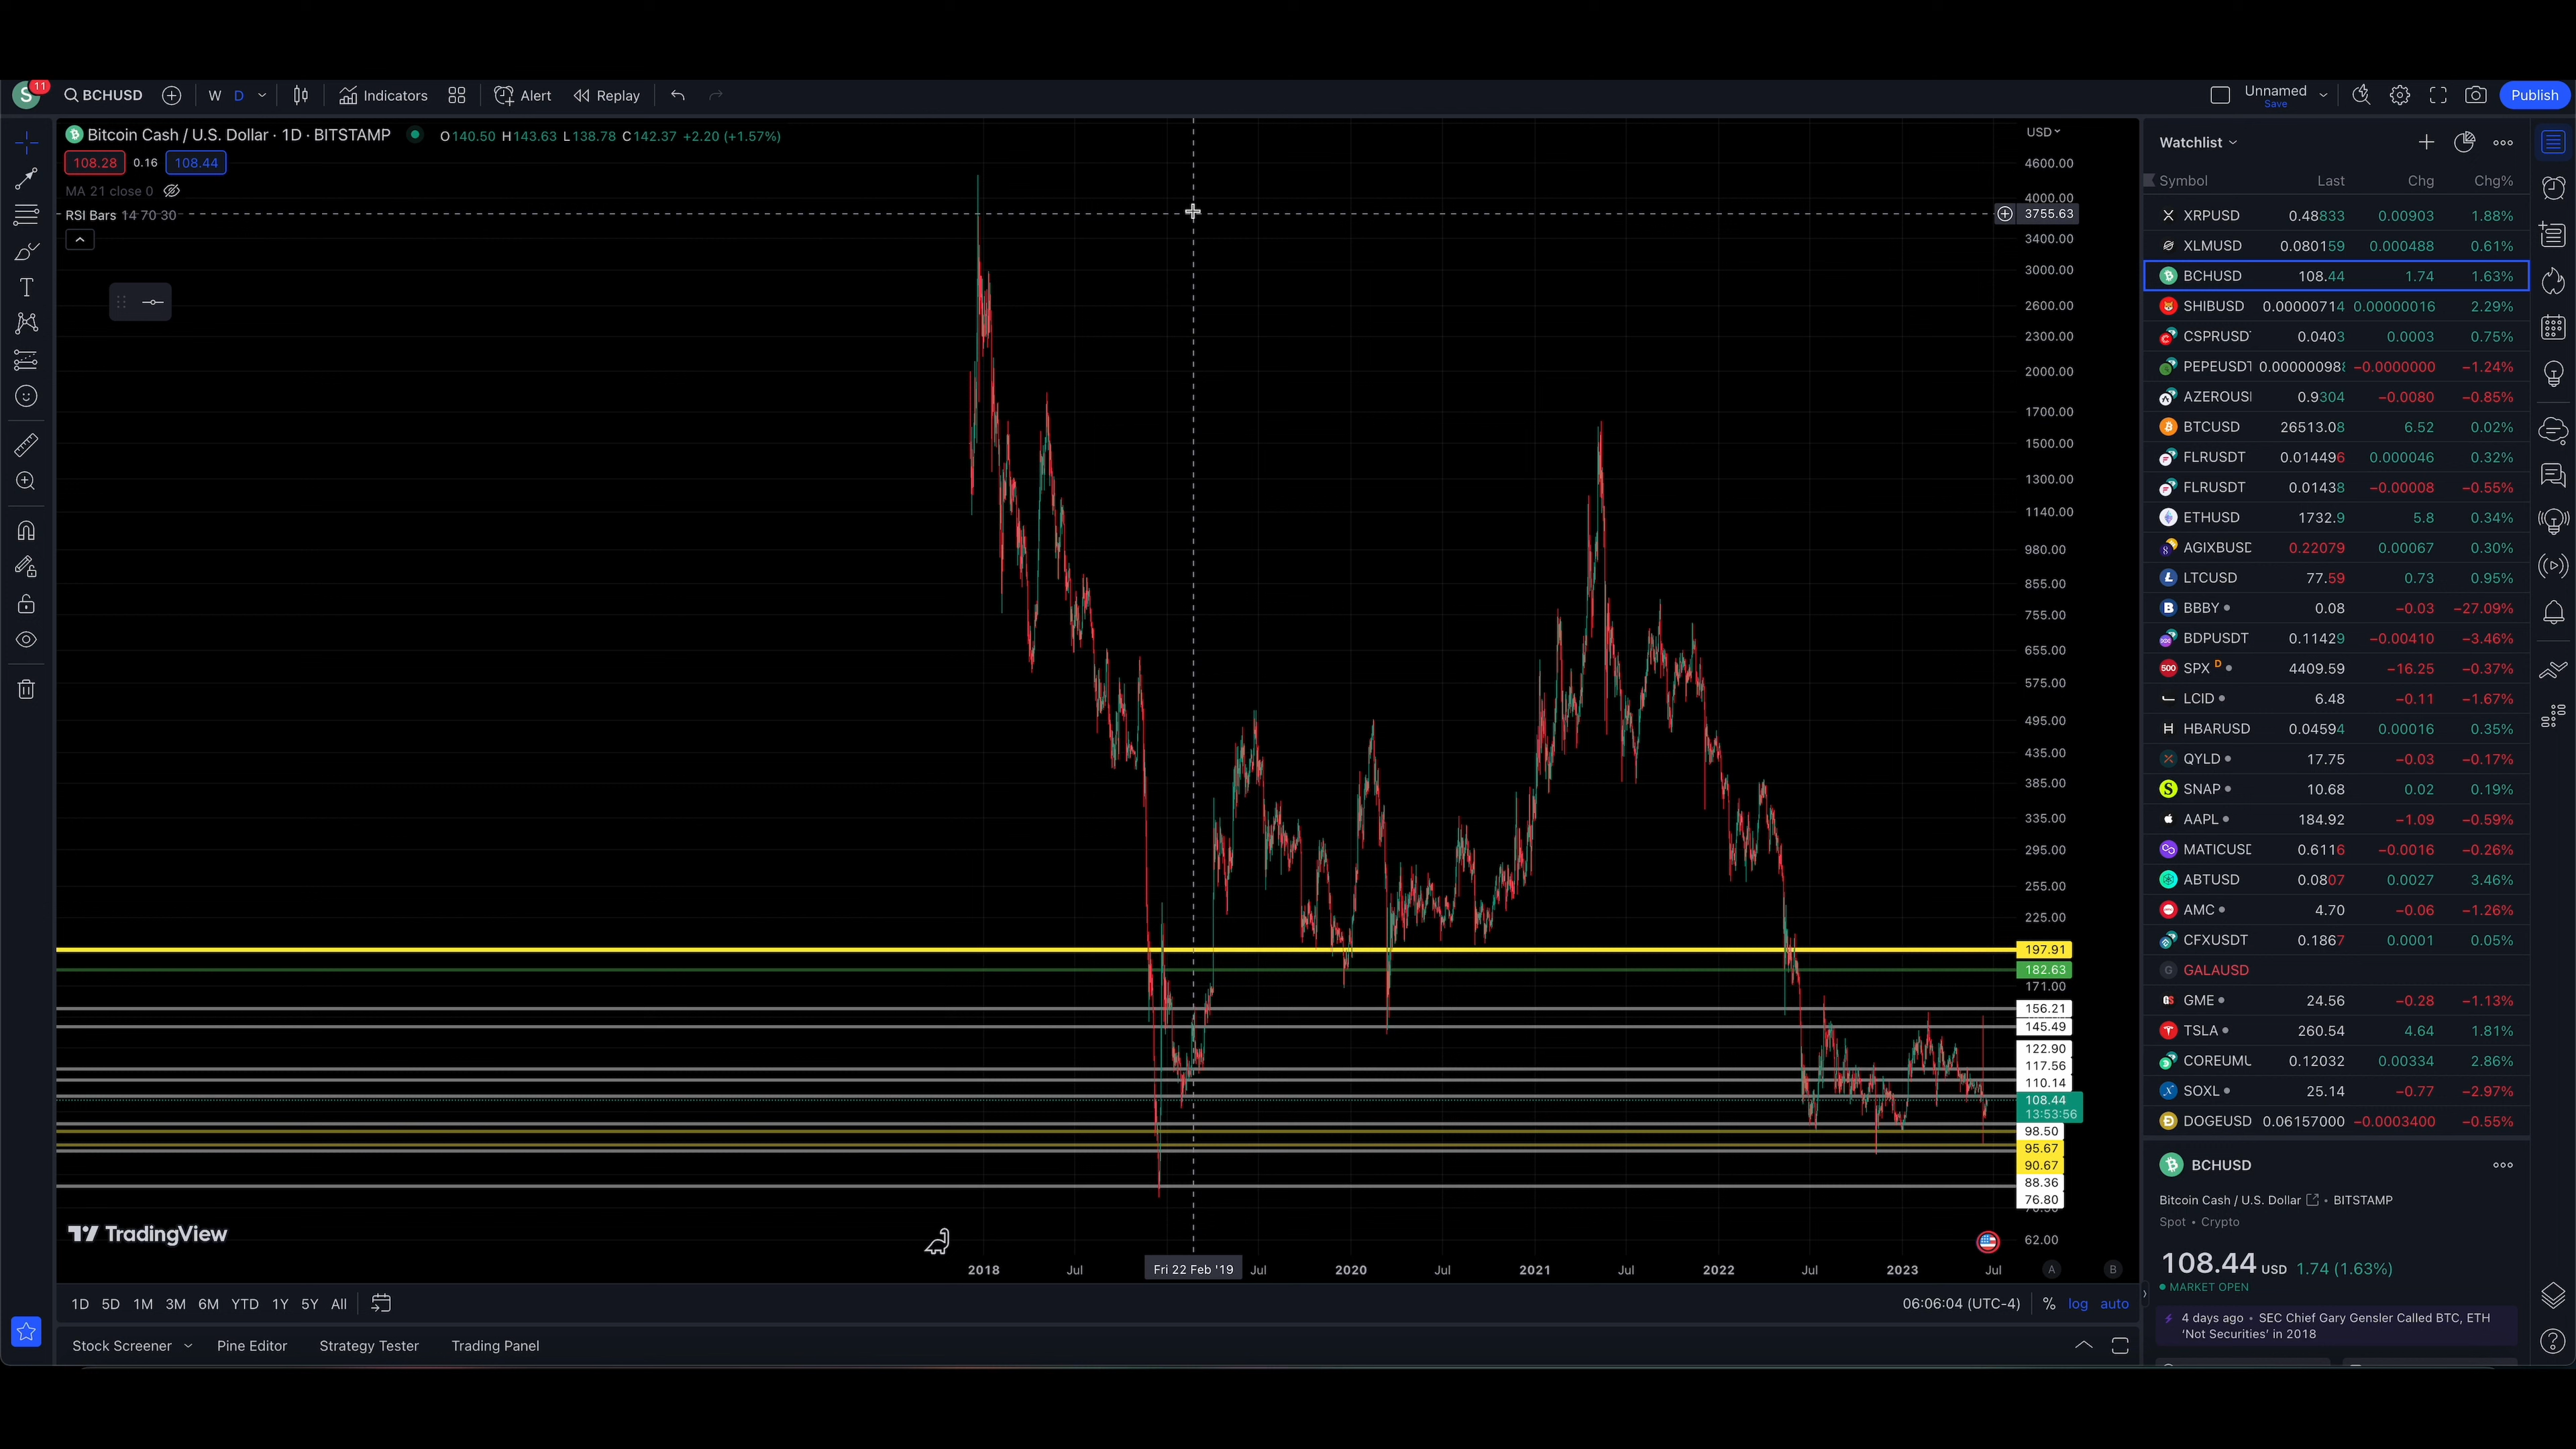 S 11 BCHUSD W D Indicators Alert Replay Unnamed Save Publish
Bitcoin Cash / U.S. Dollar · 1D · BITSTAMP O140.50 H143.63 L138.78 C142.37 +2.20 (+1.57%)
108.28 0.16 108.44
MA 21 close 0
RSI Bars 14 70 30
USD
4600.00
4000.00
3755.63
3400.00
3000.00
2600.00
2300.00
2000.00
1700.00
1500.00
1300.00
1140.00
980.00
855.00
755.00
655.00
575.00
495.00
435.00
385.00
335.00
295.00
255.00
225.00
197.91
182.63
171.00
156.21
145.49
122.90
117.56
110.14
108.44
13:53:56
98.50
95.67
90.67
88.36
76.80
62.00
TradingView
2018 Jul Fri 22 Feb '19 Jul 2020 Jul 2021 Jul 2022 Jul 2023 Jul A B
1D 5D 1M 3M 6M YTD 1Y 5Y All 06:06:04 (UTC-4) % log auto
Stock Screener Pine Editor Strategy Tester Trading Panel
Watchlist
Symbol Last Chg Chg%
XRPUSD 0.48833 0.00903 1.88%
XLMUSD 0.080159 0.000488 0.61%
BCHUSD 108.44 1.74 1.63%
SHIBUSD 0.00000714 0.00000016 2.29%
CSPRUSD 0.0403 0.0003 0.75%
PEPEUSDT 0.00000098 −0.0000000 −1.24%
AZEROUS 0.9304 −0.0080 −0.85%
BTCUSD 26513.08 6.52 0.02%
FLRUSDT 0.014496 0.000046 0.32%
FLRUSDT 0.01438 −0.00008 −0.55%
ETHUSD 1732.9 5.8 0.34%
AGIXBUSD 0.22079 0.00067 0.30%
LTCUSD 77.59 0.73 0.95%
BBBY 0.08 −0.03 −27.09%
BDPUSDT 0.11429 −0.00410 −3.46%
500 SPX D 4409.59 −16.25 −0.37%
LCID 6.48 −0.11 −1.67%
HBARUSD 0.04594 0.00016 0.35%
QYLD 17.75 −0.03 −0.17%
SNAP 10.68 0.02 0.19%
AAPL 184.92 −1.09 −0.59%
MATICUSD 0.6116 −0.0016 −0.26%
ABTUSD 0.0807 0.0027 3.46%
AMC 4.70 −0.06 −1.26%
CFXUSDT 0.1867 0.0001 0.05%
G GALAUSD
GME 24.56 −0.28 −1.13%
TSLA 260.54 4.64 1.81%
COREUMU 0.12032 0.00334 2.86%
SOXL 25.14 −0.77 −2.97%
DOGEUSD 0.06157000 −0.0003400 −0.55%
BCHUSD
Bitcoin Cash / U.S. Dollar • BITSTAMP
Spot • Crypto
108.44 USD 1.74 (1.63%)
MARKET OPEN
4 days ago • SEC Chief Gary Gensler Called BTC, ETH
'Not Securities' in 2018